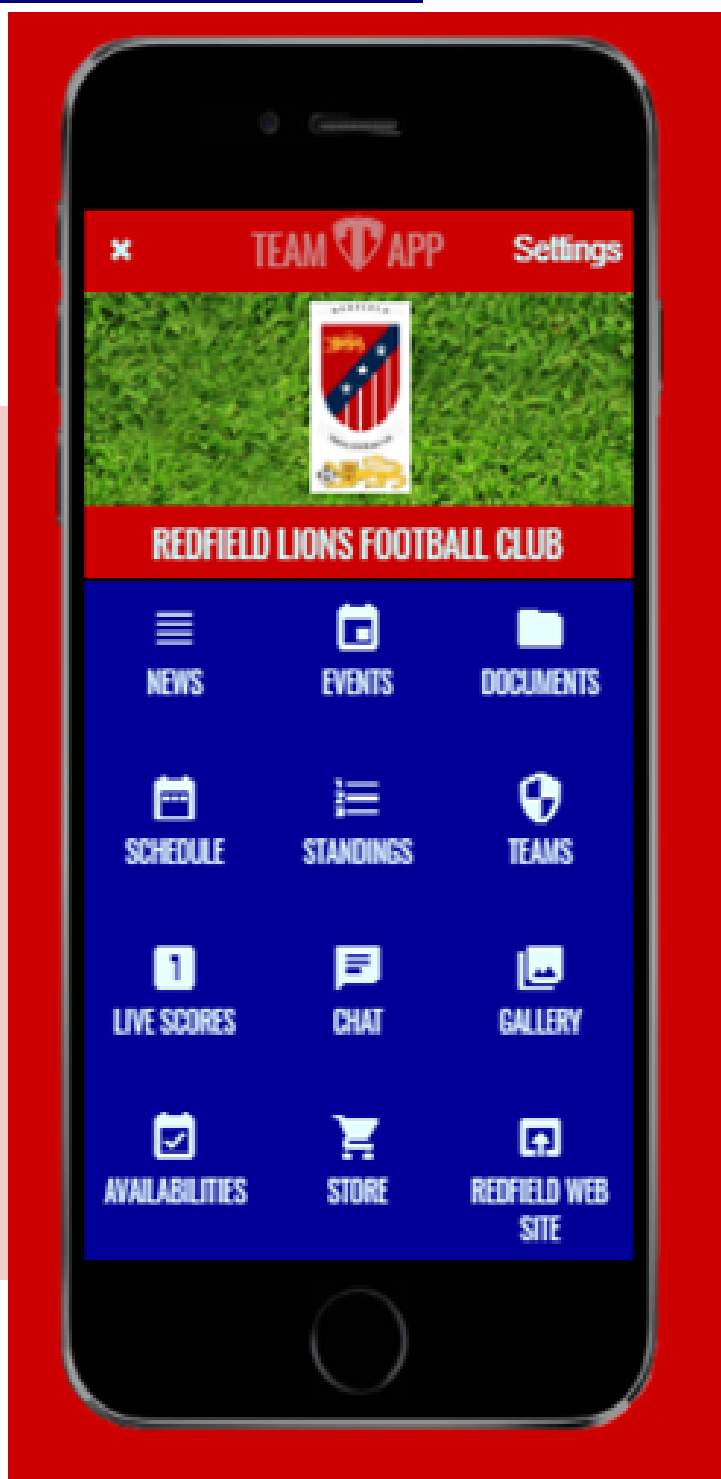 TEAM APP
Settings
REDFIELD LIONS FOOTBALL CLUB
NEWS
EVENTS
DOCUMENTS
SCHEDULE
STANDINGS
TEAMS
1
LIVE SCORES
CHAT
GALLERY
AVAILABILITIES
STORE
REDFIELD WEB
SITE